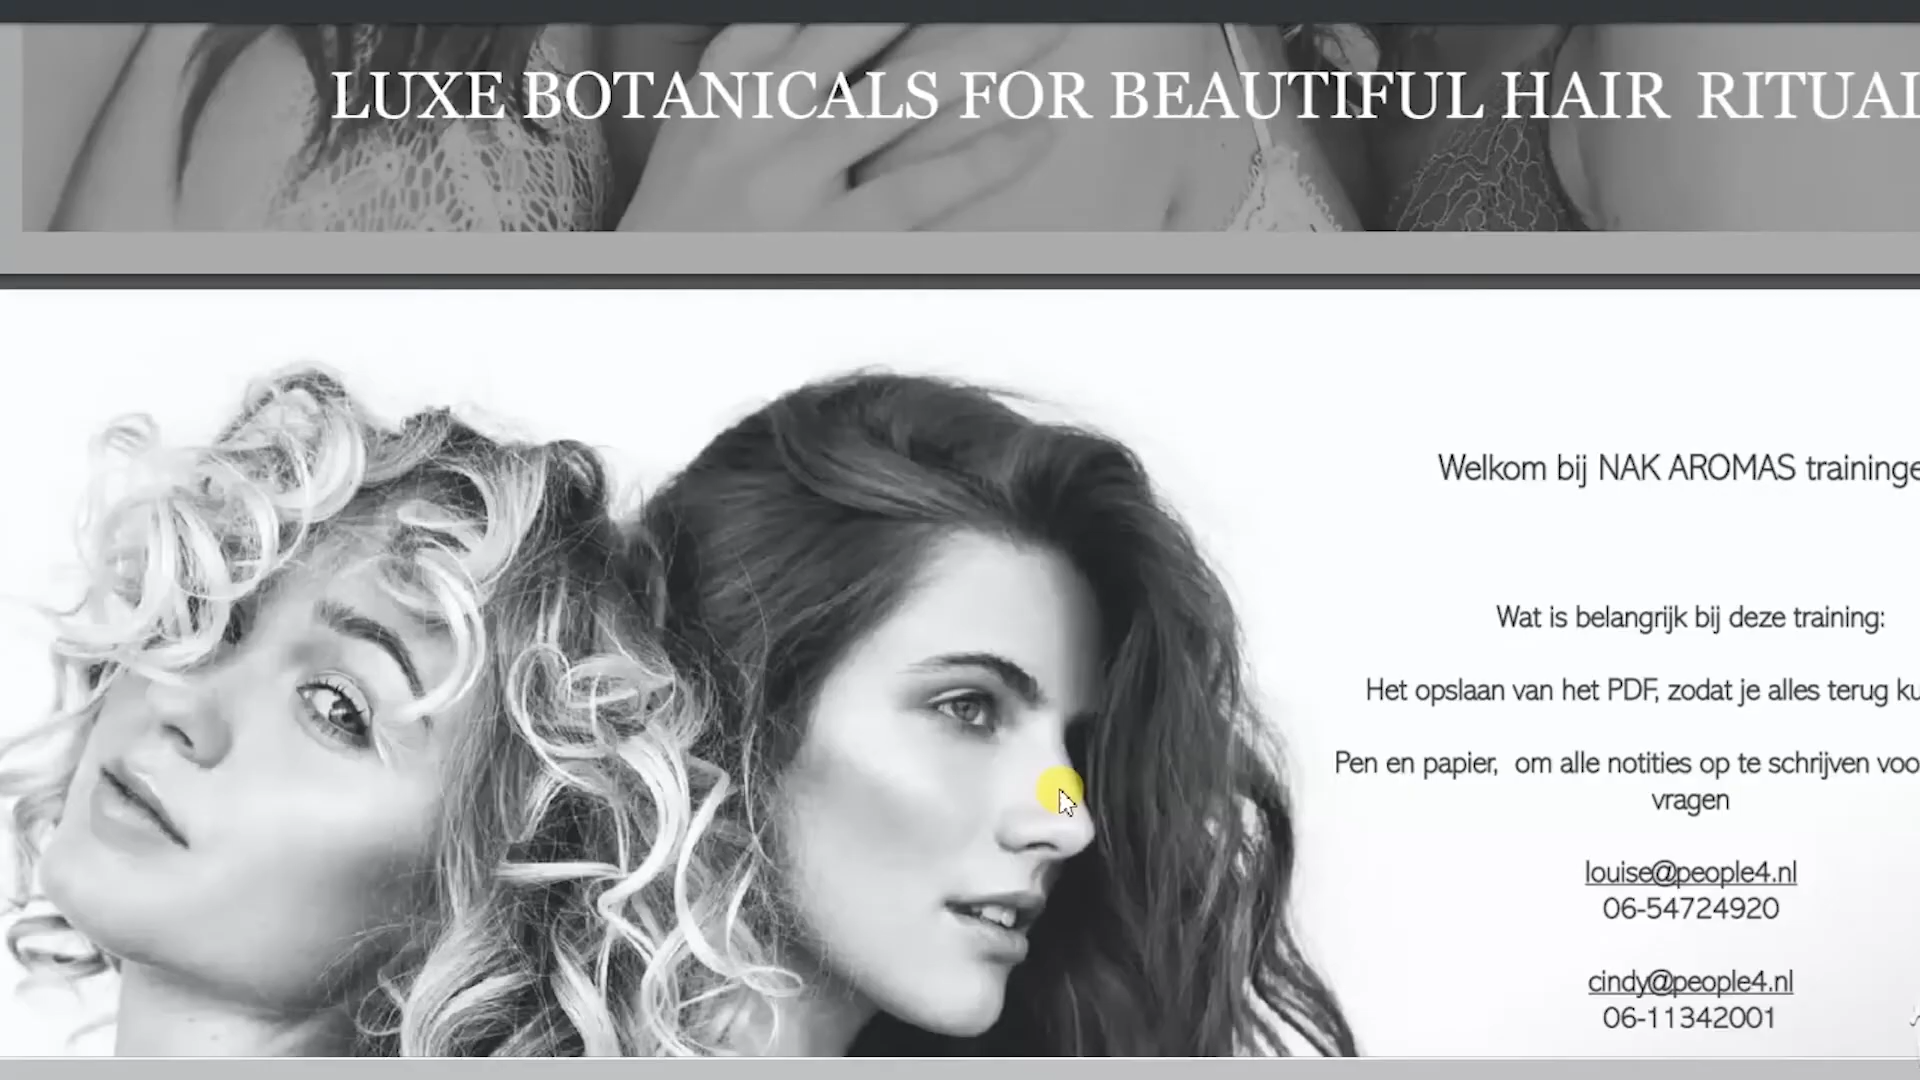 LUXE BOTANICALS FOR BEAUTIFUL HAIR RITUAL
Welkom bij NAK AROMAS traininge
Wat is belangrijk bij deze training:
Het opslaan van het PDF, zodat je alles terug ku
Pen en papier, om alle notities op te schrijven voo
vragen
louise@people4.nl
06-54724920
cindy@people4.nl
06-11342001